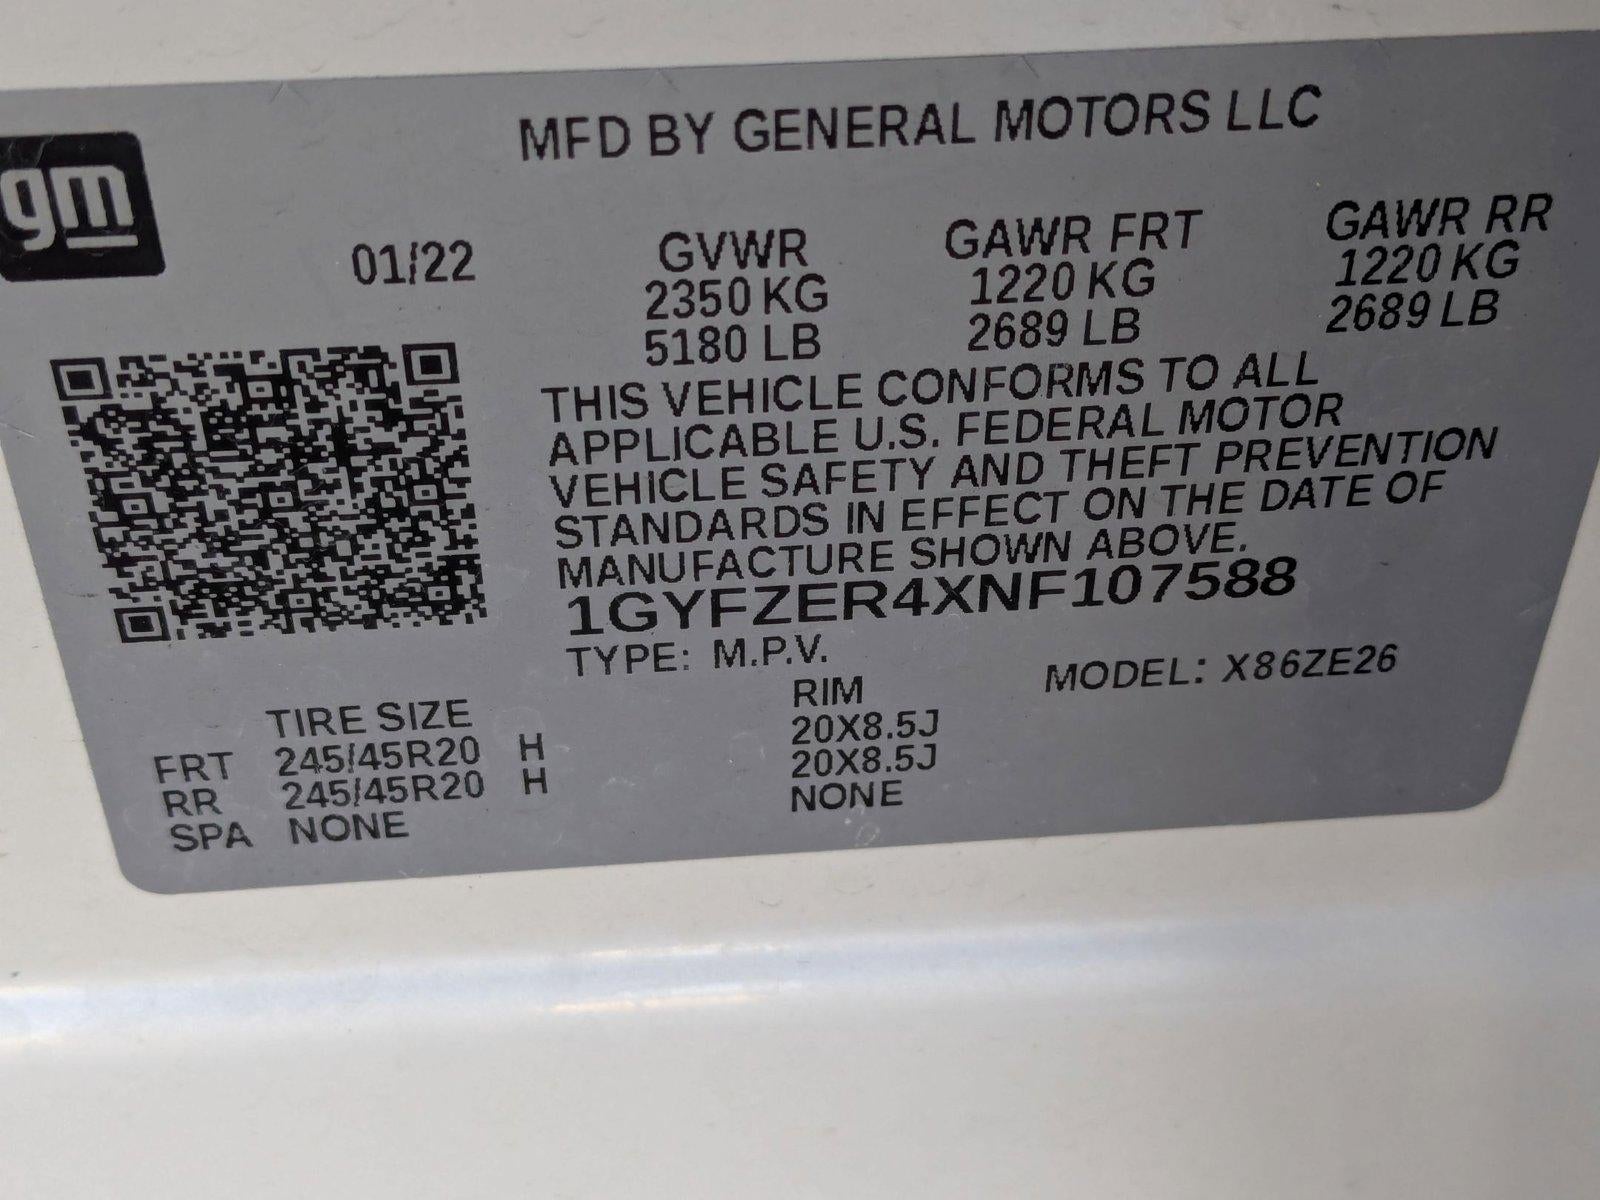 gm
MFD BY GENERAL MOTORS LLC
01/22 GVWR GAWR FRT GAWR RR
2350 KG 1220 KG 1220 KG
5180 LB 2689 LB 2689 LB
THIS VEHICLE CONFORMS TO ALL
APPLICABLE U.S. FEDERAL MOTOR
VEHICLE SAFETY AND THEFT PREVENTION
STANDARDS IN EFFECT ON THE DATE OF
MANUFACTURE SHOWN ABOVE.
1GYFZER4XNF107588
TYPE: M.P.V. MODEL: X86ZE26
TIRE SIZE RIM
FRT 245/45R20 H 20X8.5J
RR 245/45R20 H 20X8.5J
SPA NONE NONE